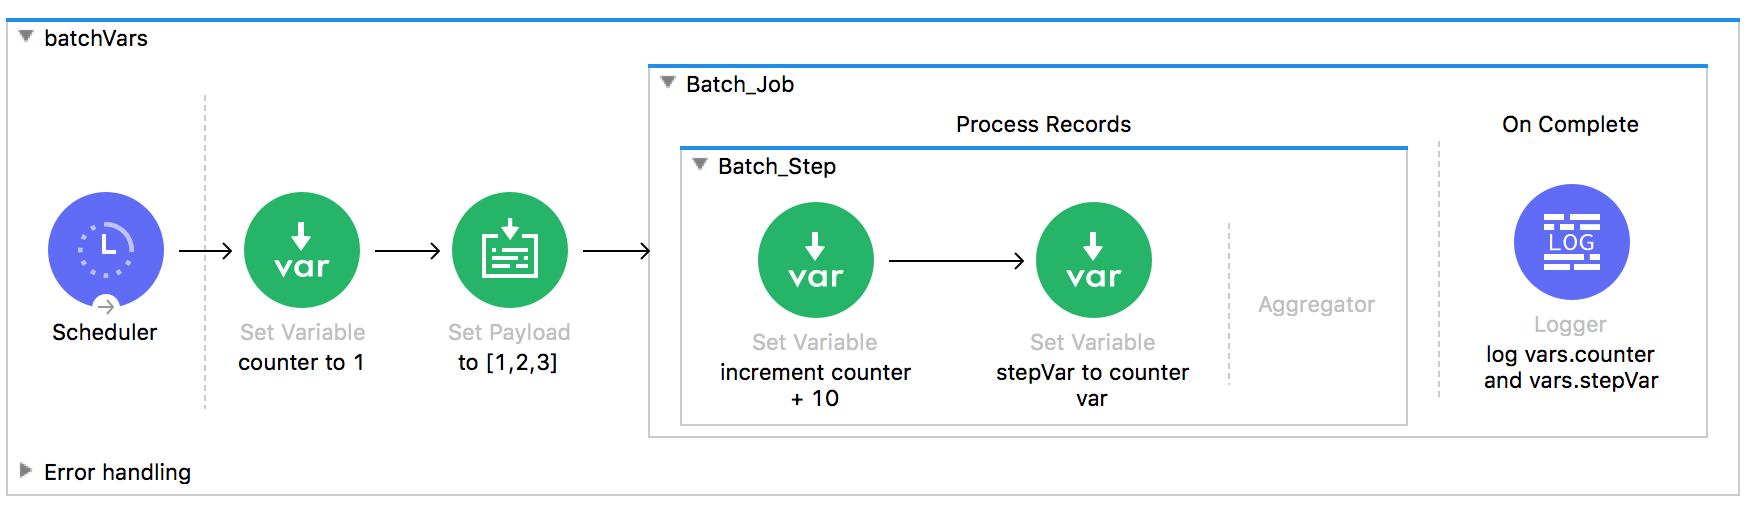 batchVars
Batch_Job
Process Records
On Complete
Batch_Step
var
Scheduler
Set Variable
counter to 1
Set Payload
to [1,2,3]
var
Set Variable
increment counter
+ 10
var
Set Variable
stepVar to counter
var
Aggregator
LOG
Logger
log vars.counter
and vars.stepVar
Error handling